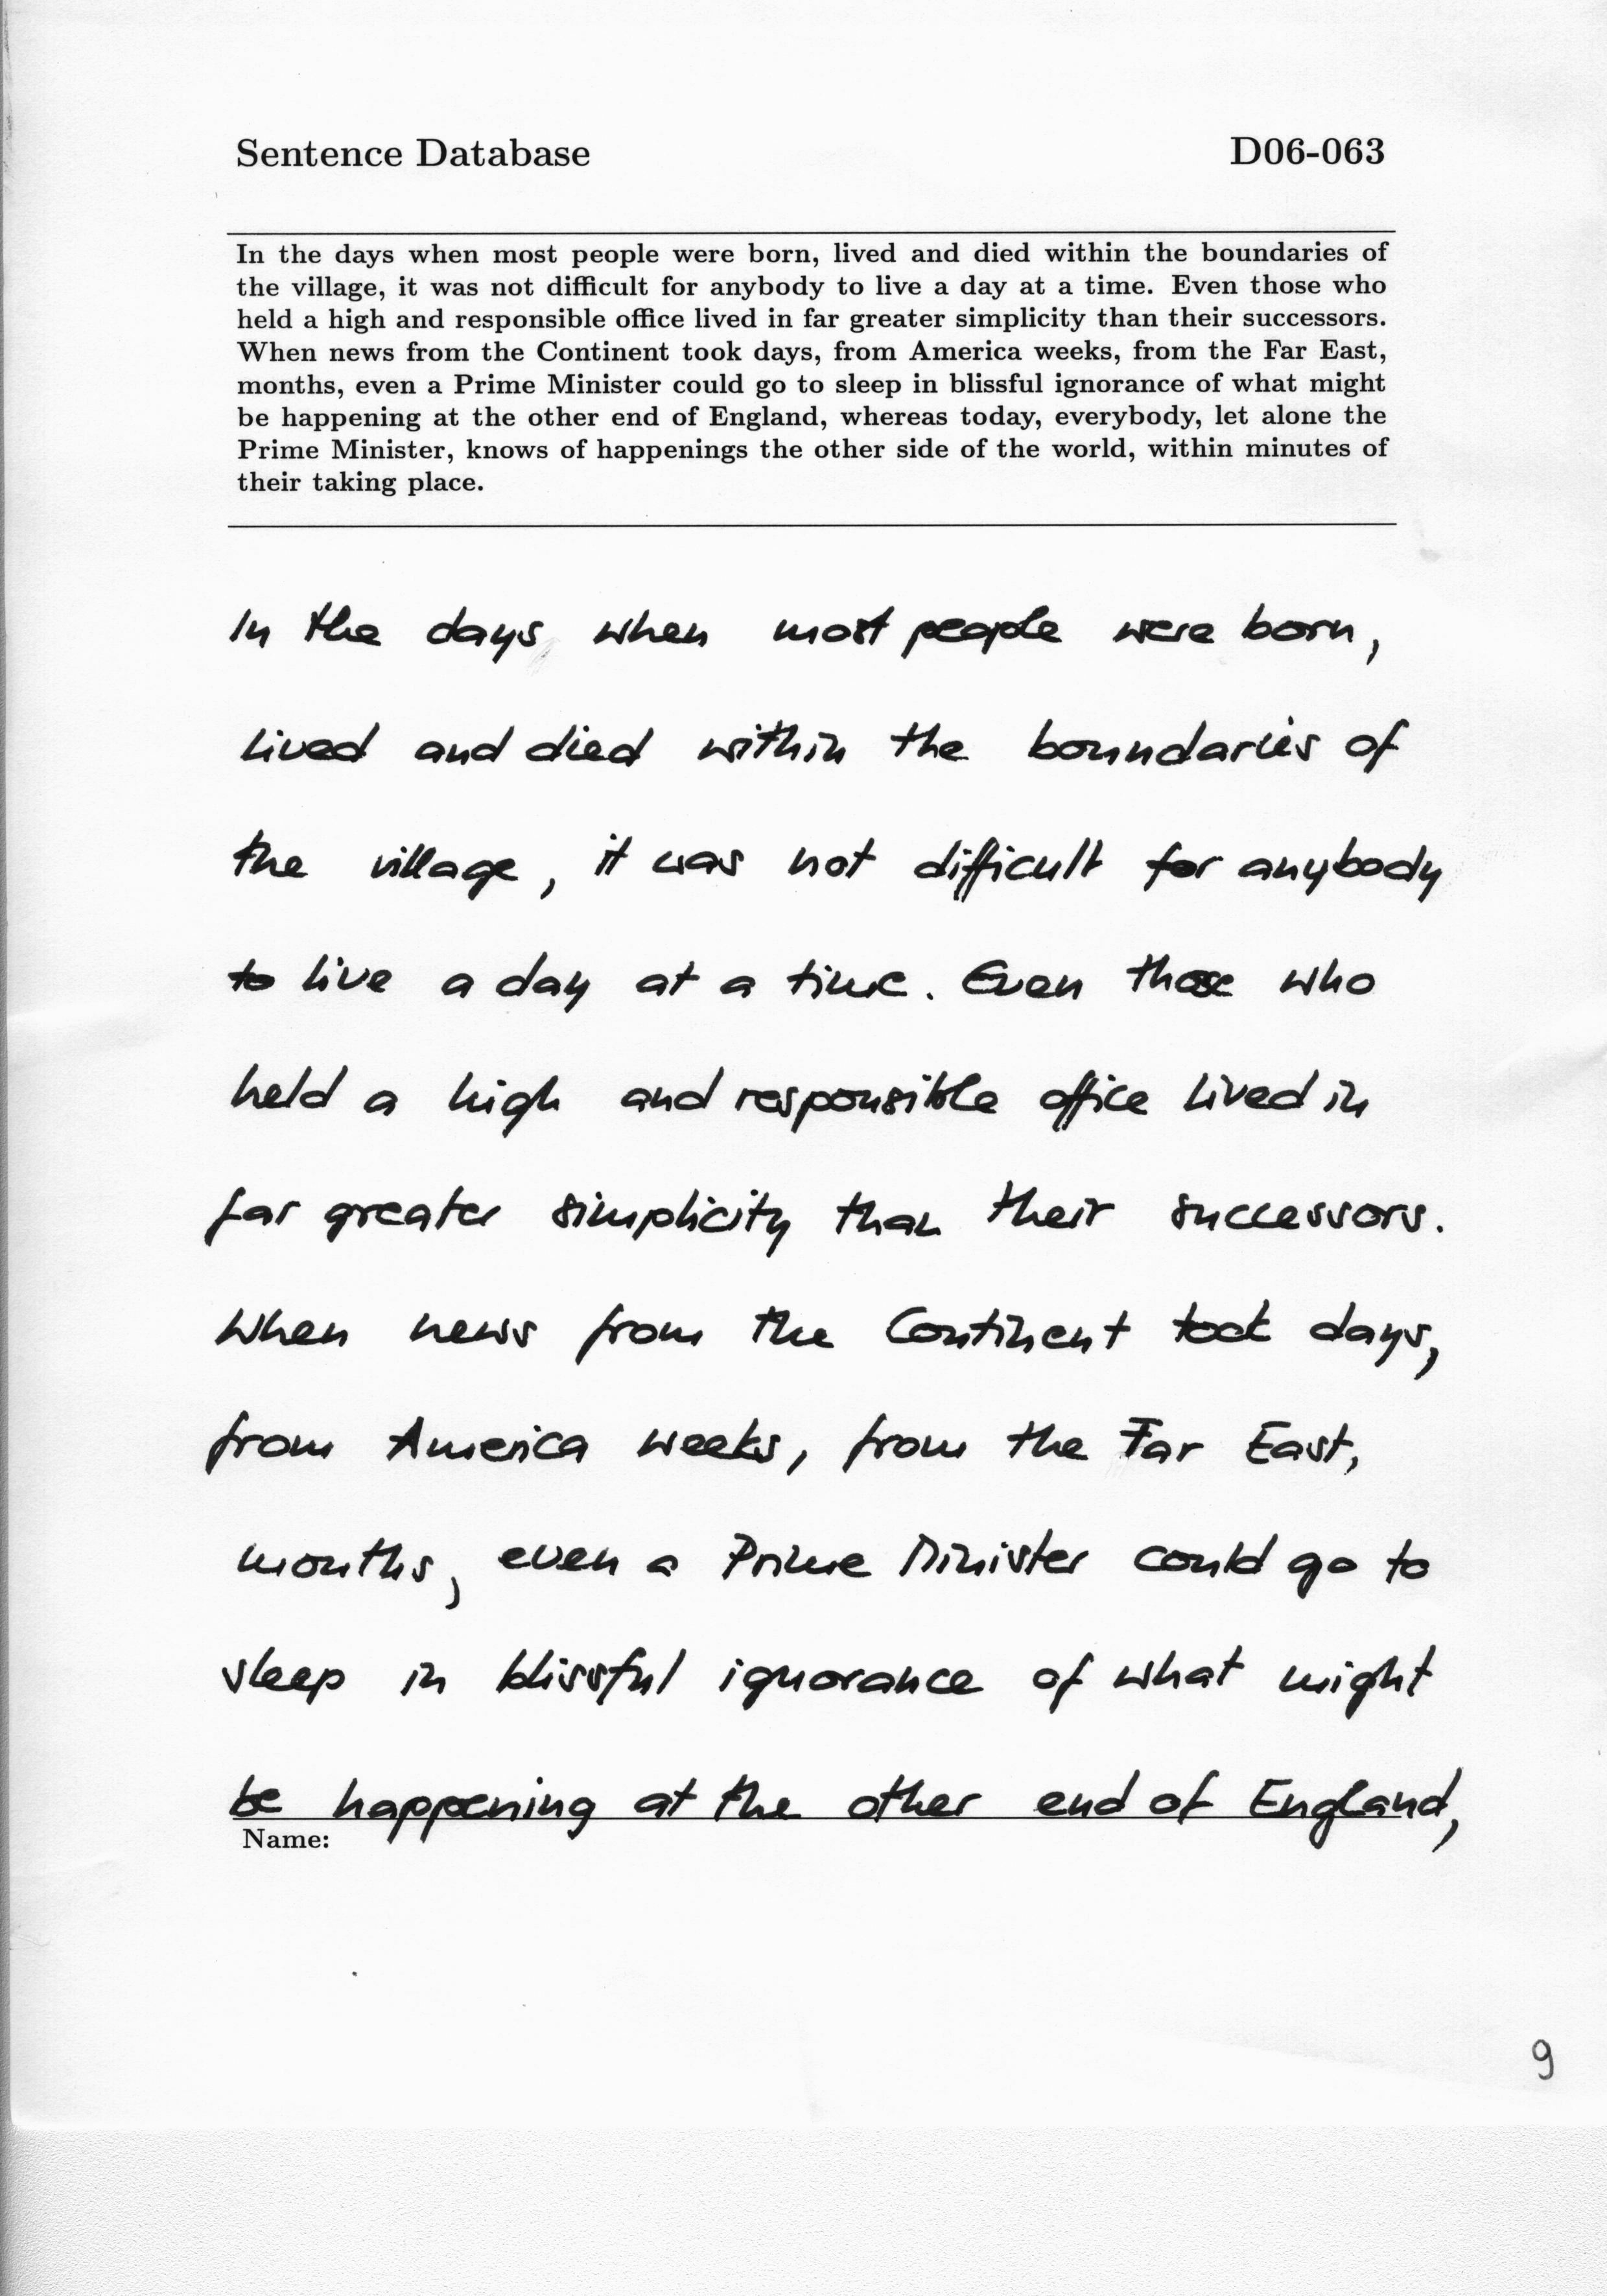 Sentence Database D06-063
In the days when most people were born, lived and died within the boundaries of
the village, it was not difficult for anybody to live a day at a time. Even those who
held a high and responsible office lived in far greater simplicity than their successors.
When news from the Continent took days, from America weeks, from the Far East,
months, even a Prime Minister could go to sleep in blissful ignorance of what might
be happening at the other end of England, whereas today, everybody, let alone the
Prime Minister, knows of happenings the other side of the world, within minutes of
their taking place.
In the days when most people were born,
lived and died within the boundaries of
the village, it was not difficult for anybody
to live a day at a time. Even those who
held a high and responsible office lived in
far greater simplicity than their successors.
When news from the Continent took days,
from America weeks, from the Far East,
months, even a Prime Minister could go to
sleep in blissful ignorance of what might
be happening at the other end of England,
Name:
9